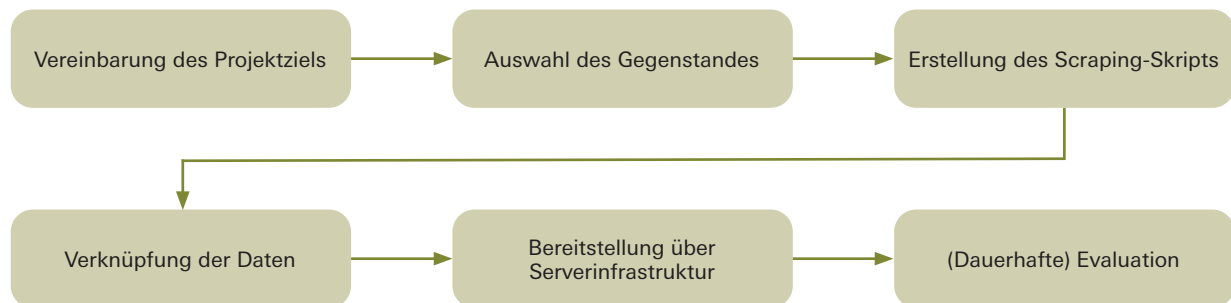 Vereinbarung des Projektziels
Auswahl des Gegenstandes
Erstellung des Scraping-Skripts
Verknüpfung der Daten
Bereitstellung über
Serverinfrastruktur
(Dauerhafte) Evaluation